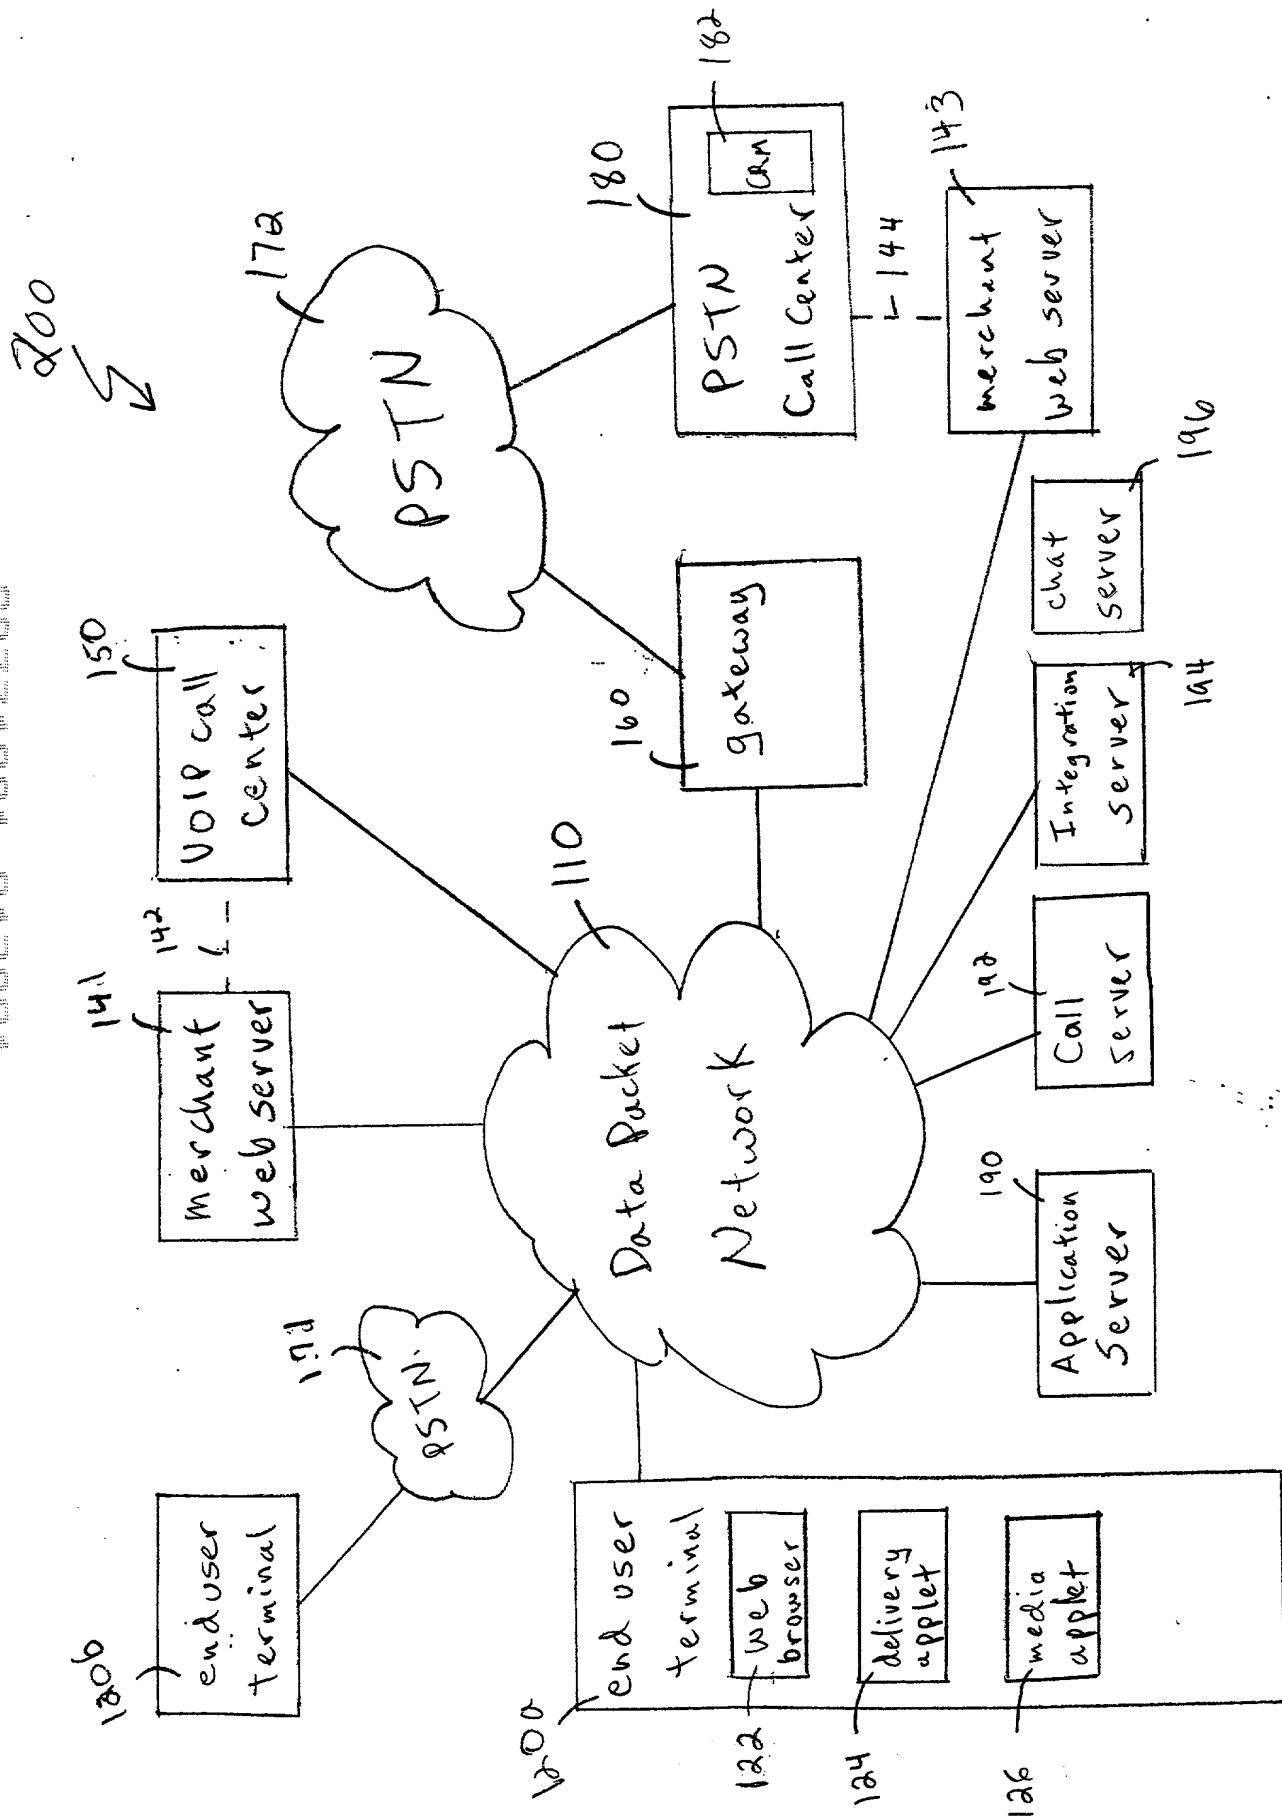 200
120b
end user
terminal
171
PSTN
141
merchant
web server
142
150
VOIP call
center
172
PSTN
110
Data Packet
Network
160
gateway
180
PSTN
Call Center
CRM
182
144
143
merchant
web server
120a
end user
terminal
122
web
browser
124
delivery
applet
126
media
applet
190
Application
Server
192
Call
Server
194
Integration
server
196
chat
server